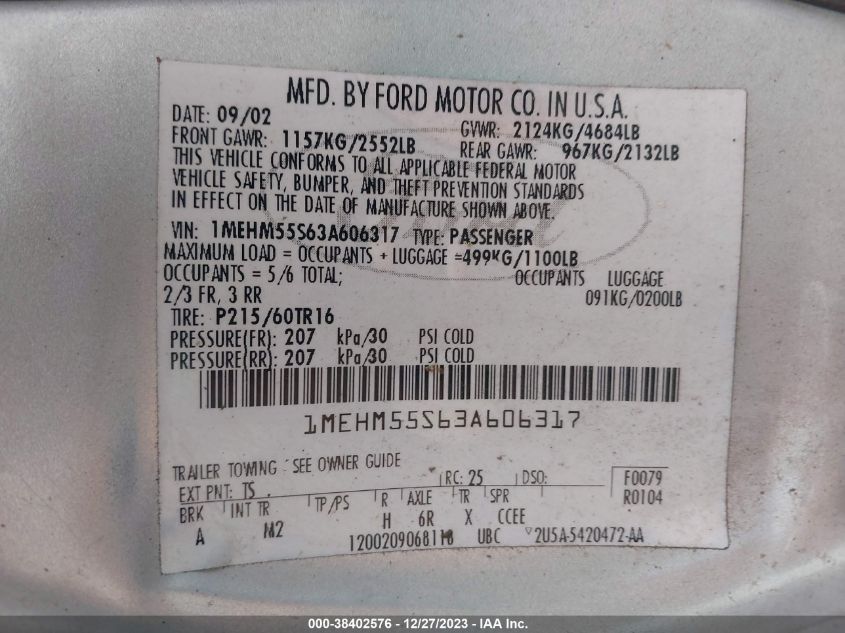 MFD. BY FORD MOTOR CO. IN U.S.A.
DATE: 09/02 GVWR: 2124KG/4684LB
FRONT GAWR: 1157KG/2552LB REAR GAWR: 967KG/2132LB
THIS VEHICLE CONFORMS TO ALL APPLICABLE FEDERAL MOTOR
VEHICLE SAFETY, BUMPER, AND THEFT PREVENTION STANDARDS
IN EFFECT ON THE DATE OF MANUFACTURE SHOWN ABOVE.
VIN: 1MEHM55S63A606317 TYPE: PASSENGER
MAXIMUM LOAD = OCCUPANTS + LUGGAGE =499KG/1100LB
OCCUPANTS = 5/6 TOTAL; OCCUPANTS LUGGAGE
2/3 FR, 3 RR 091KG/0200LB
TIRE: P215/60TR16
PRESSURE(FR): 207 kPa/30 PSI COLD
PRESSURE(RR): 207 kPa/30 PSI COLD
1MEHM55S63A606317
TRAILER TOWING - SEE OWNER GUIDE
EXT PNT: TS RC: 25 DSO: F0079
BRK INT TR TP/PS R AXLE TR SPR R0104
A M2 H 6R X CCEE
UBC 2U5A-5420472-AA
000-38402576 - 12/27/2023 - IAA Inc.